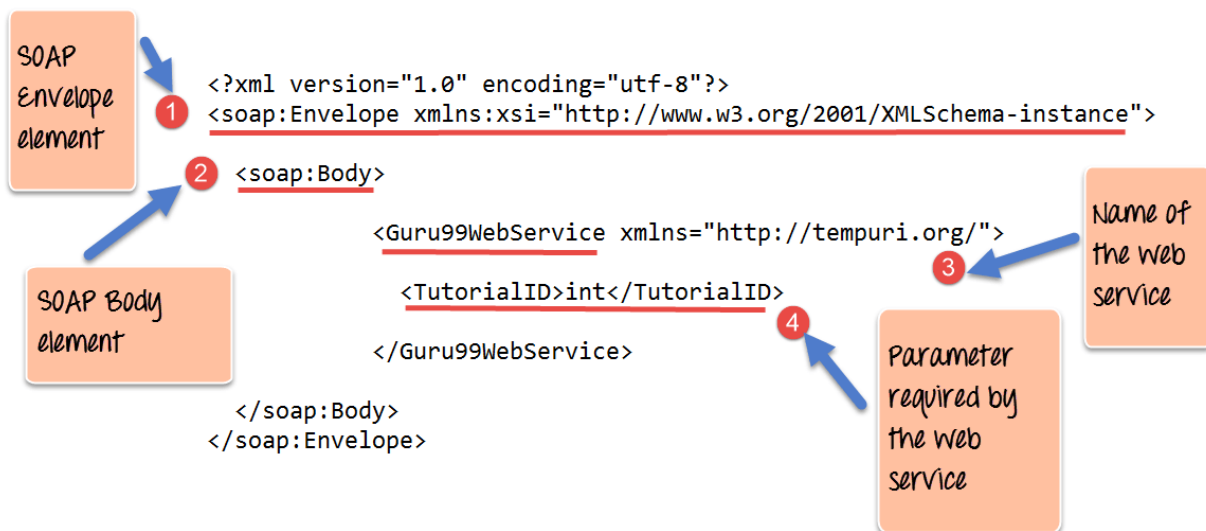 SOAP
Envelope
element
1
<?xml version="1.0" encoding="utf-8"?>
<soap:Envelope xmlns:xsi="http://www.w3.org/2001/XMLSchema-instance">
2
<soap:Body>
<Guru99WebService xmlns="http://tempuri.org/">
3
Name of
the web
service
<TutorialID>int</TutorialID>
4
SOAP Body
element
</Guru99WebService>
Parameter
required by
the web
service
</soap:Body>
</soap:Envelope>